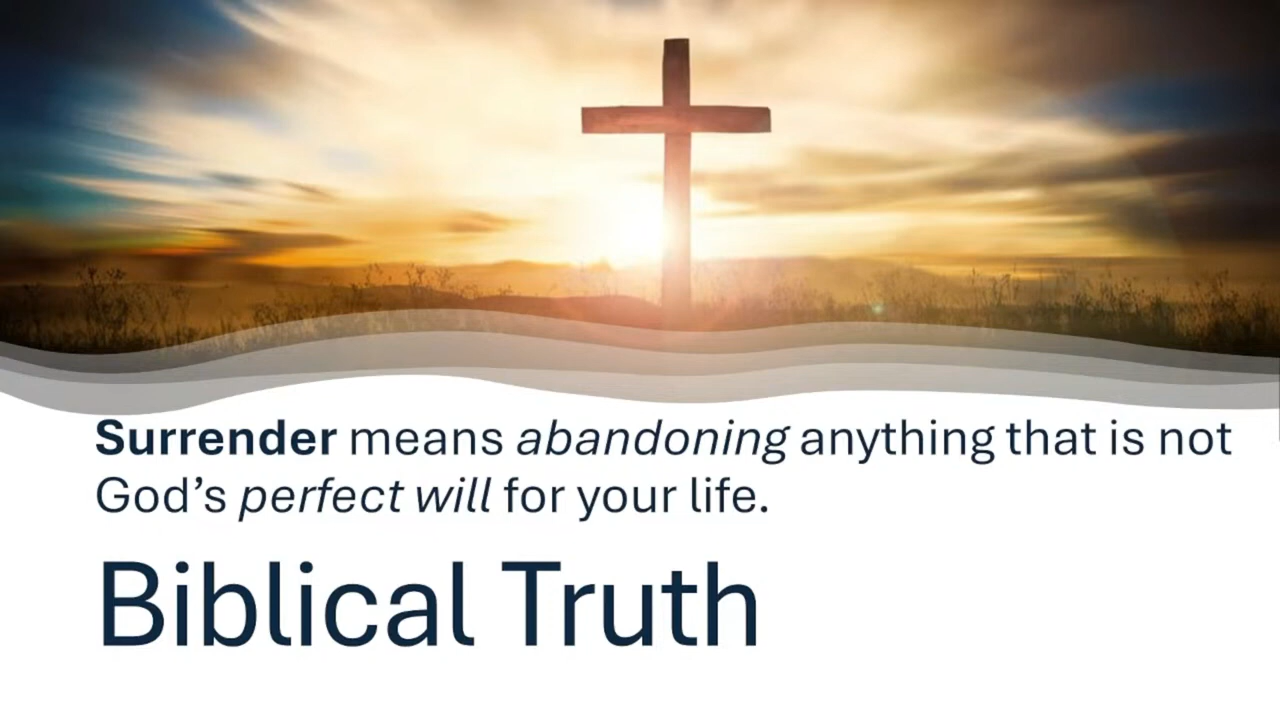 Surrender means abandoning anything that is not
God’s perfect will for your life.
Biblical Truth